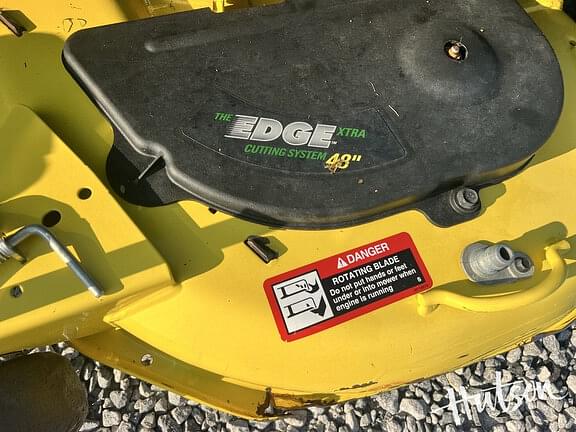 THE EDGE XTRA
CUTTING SYSTEM 48"
DANGER
ROTATING BLADE
Do not put hands or feet
under or into mower when
engine is running
Hutson